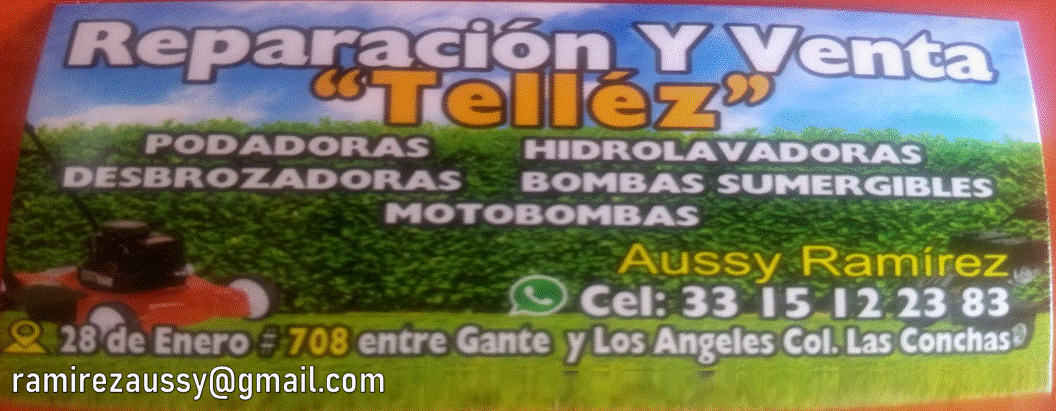 Reparación Y Venta
“Telléz”
PODADORAS HIDROLAVADORAS
DESBROZADORAS BOMBAS SUMERGIBLES
MOTOBOMBAS
Aussy Ramírez
Cel: 33 15 12 23 83
28 de Enero # 708 entre Gante y Los Angeles Col. Las Conchas
ramirezaussy@gmail.com